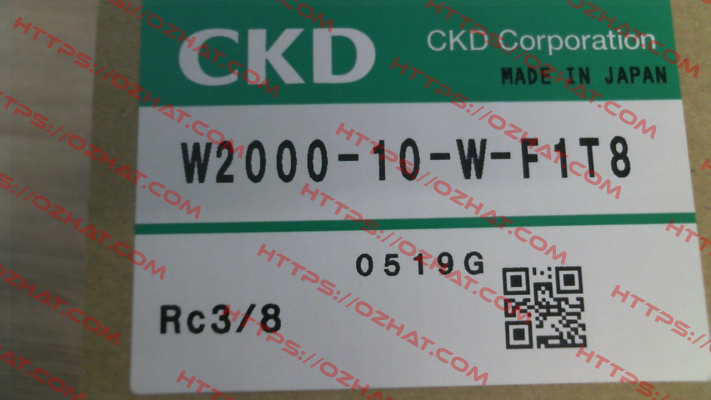 CKD
CKD Corporation
MADE IN JAPAN
W2000-10-W-F1T8
0519G
Rc3/8
HTTPS://OZHAT.COM